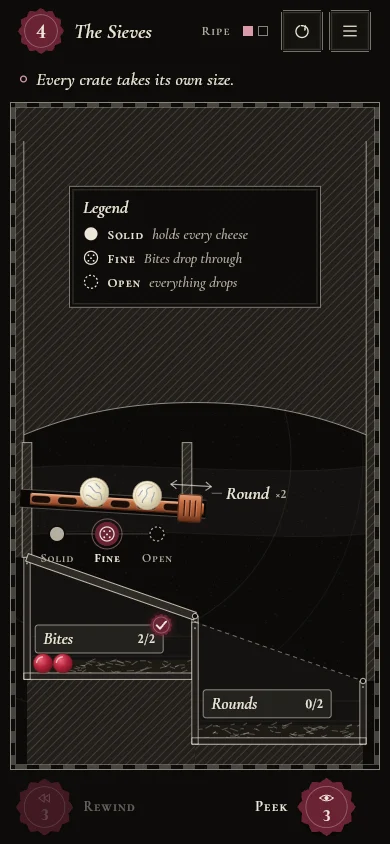 4 The Sieves Ripe
Every crate takes its own size.
Legend
Solid holds every cheese
Fine Bites drop through
Open everything drops
Round ×2
Solid Fine Open
Bites 2/2
Rounds 0/2
3 Rewind Peek 3